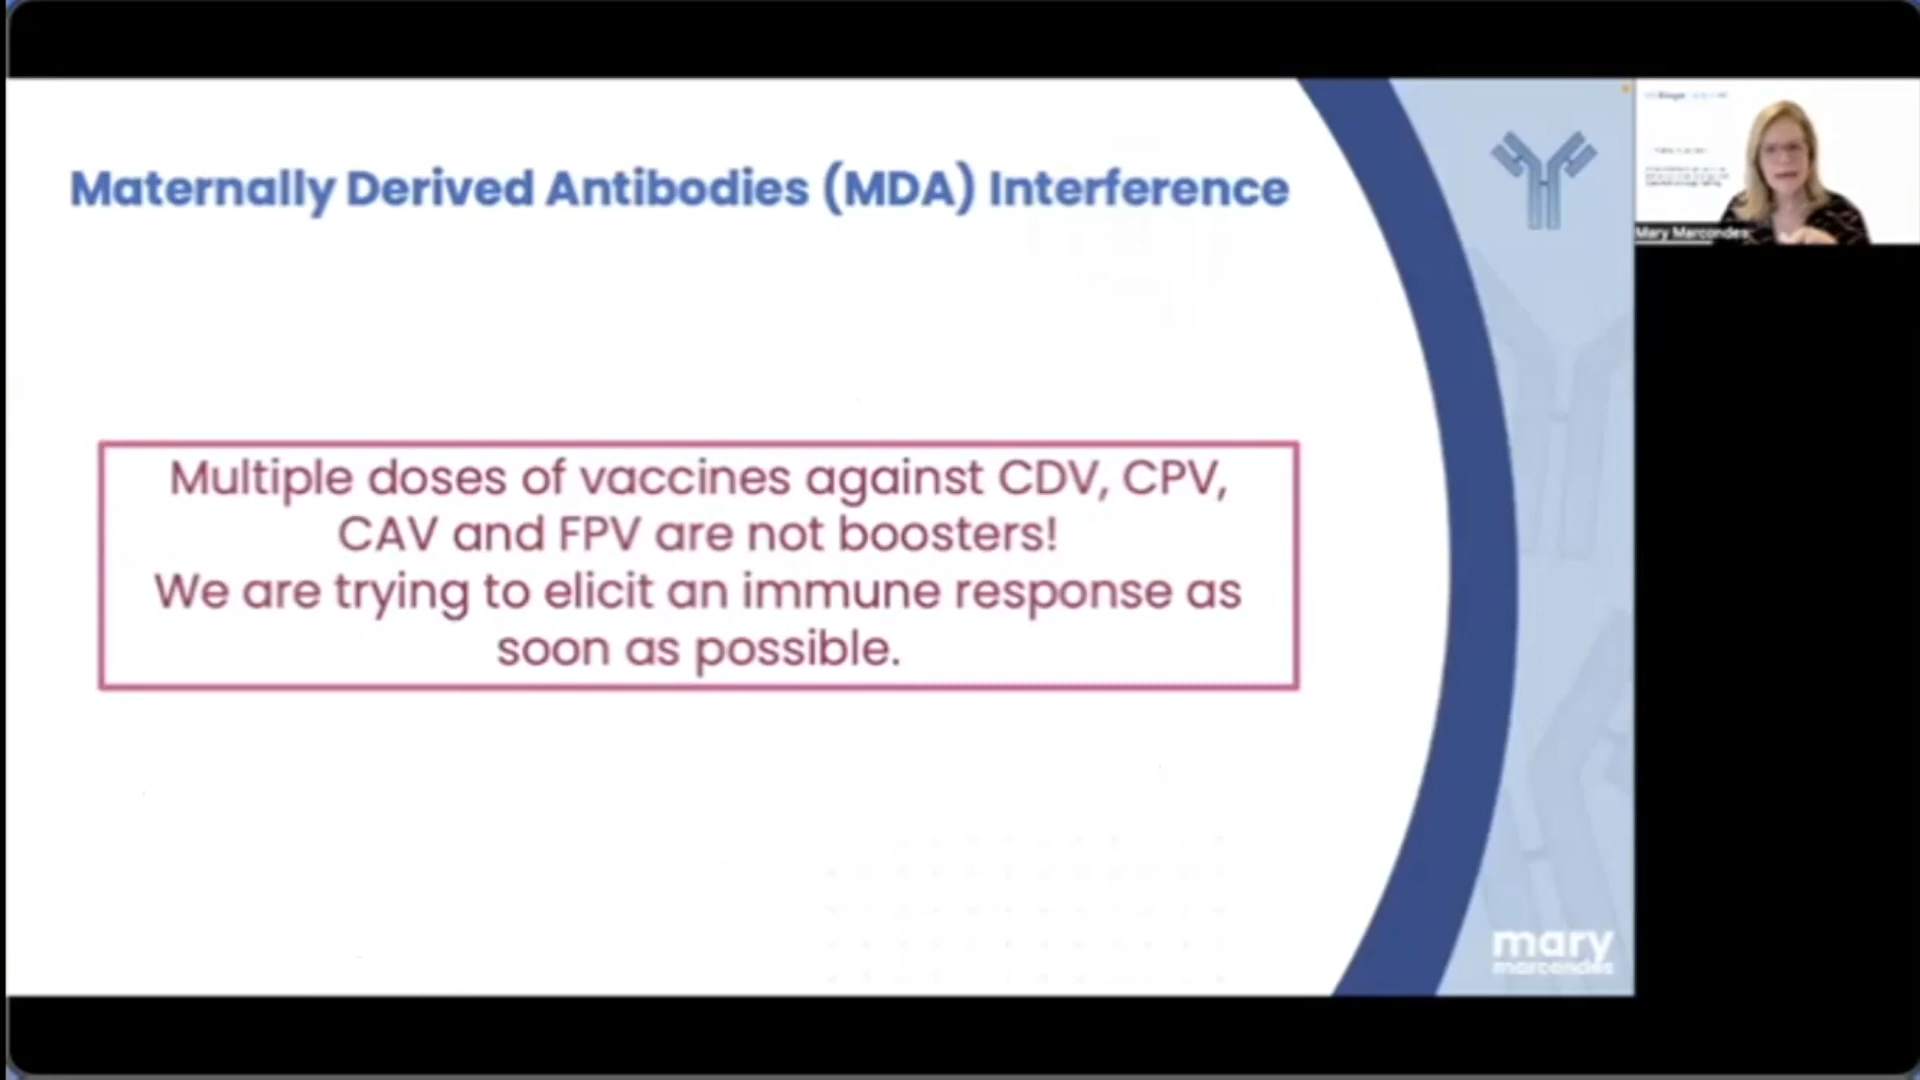 Maternally Derived Antibodies (MDA) Interference
Multiple doses of vaccines against CDV, CPV,
CAV and FPV are not boosters!
We are trying to elicit an immune response as
soon as possible.
Mary Marcondes
mary
marcondes